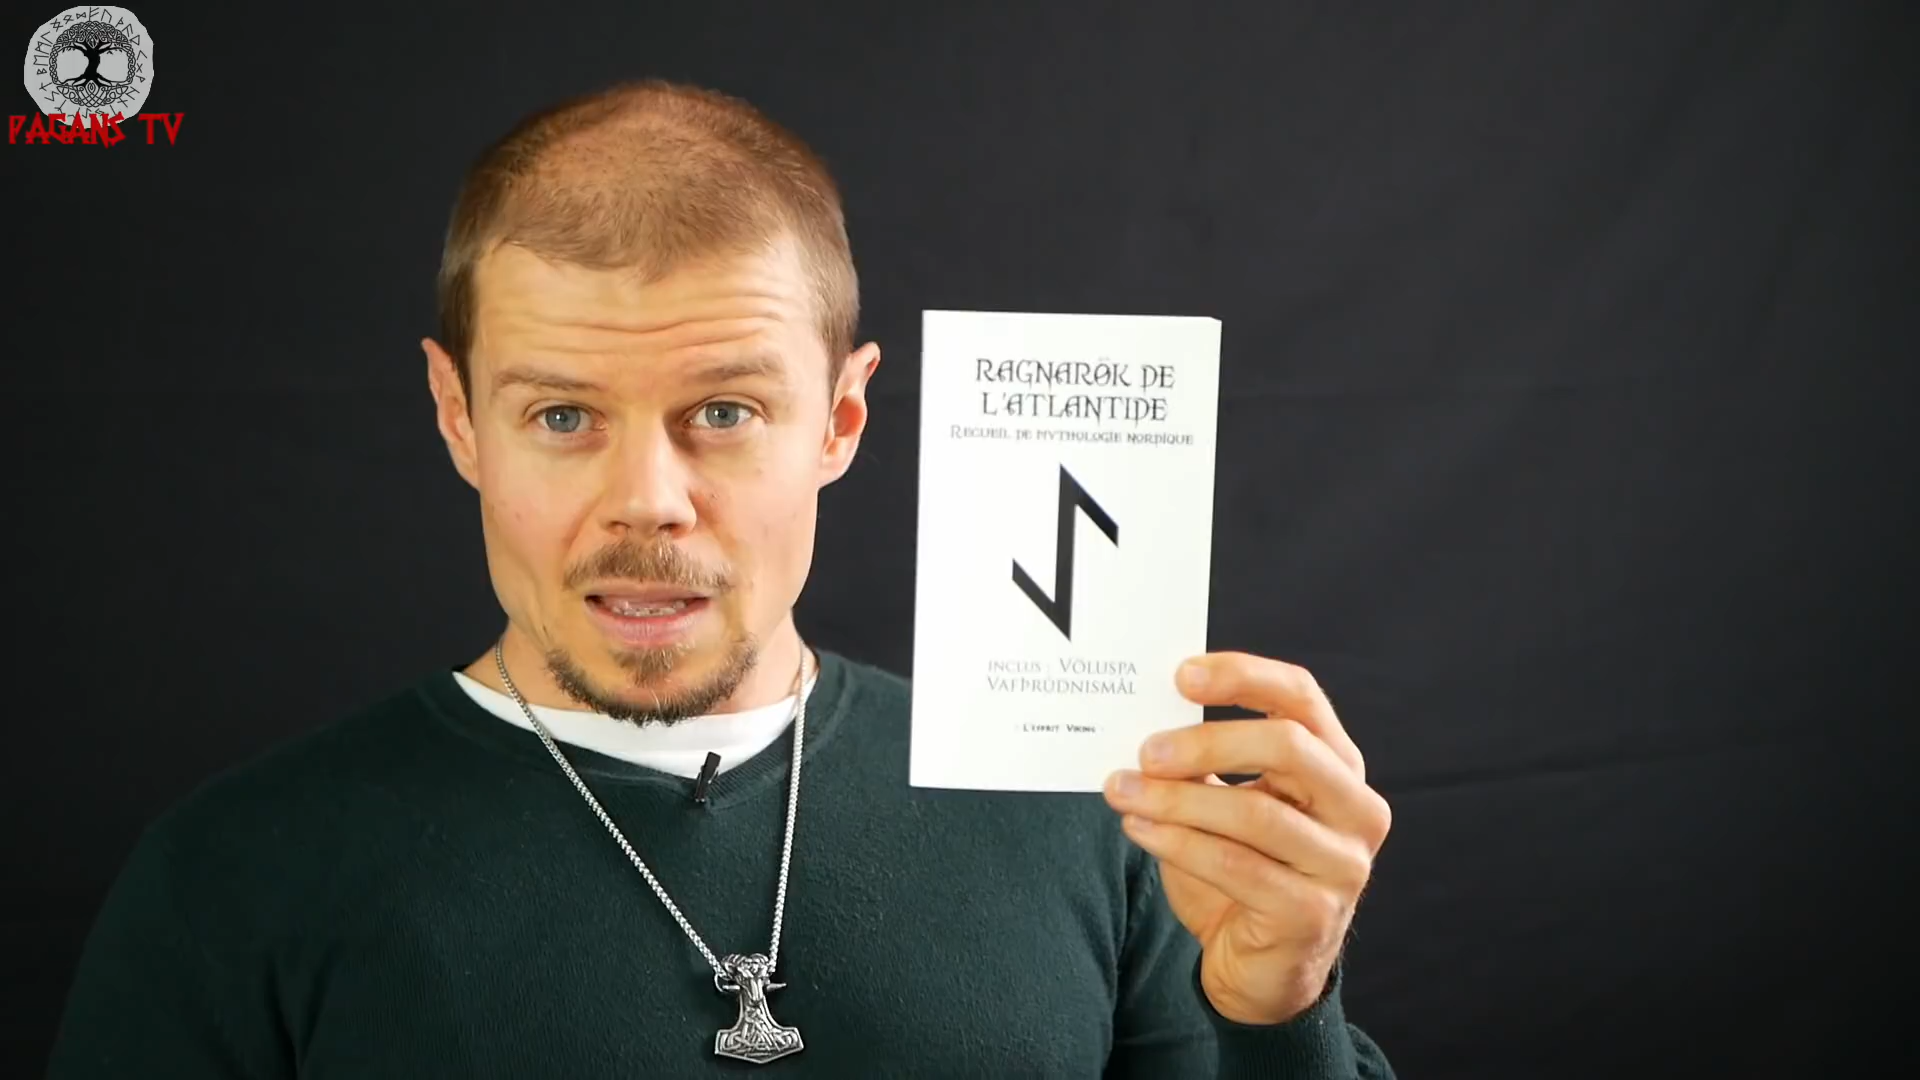 PAGANS TV
RAGNARÖK DE
L'ATLANTIDE
RECUEIL DE MYTHOLOGIE NORDIQUE
INCLUS : VÖLUSPA
VAFÞRÚDNISMÁL
- L'ESPRIT VIKING -